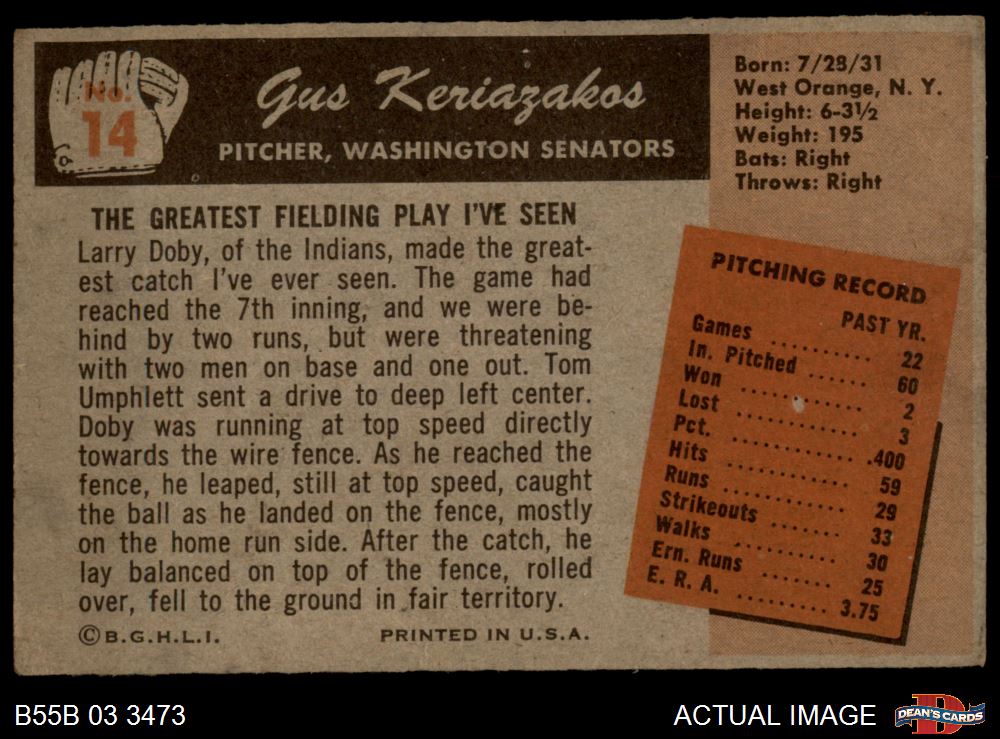 No.
14
Gus Keriazakos
PITCHER, WASHINGTON SENATORS
Born: 7/28/31
West Orange, N. Y.
Height: 6-3½
Weight: 195
Bats: Right
Throws: Right
THE GREATEST FIELDING PLAY I'VE SEEN
Larry Doby, of the Indians, made the great-
est catch I've ever seen. The game had
reached the 7th inning, and we were be-
hind by two runs, but were threatening
with two men on base and one out. Tom
Umphlett sent a drive to deep left center.
Doby was running at top speed directly
towards the wire fence. As he reached the
fence, he leaped, still at top speed, caught
the ball as he landed on the fence, mostly
on the home run side. After the catch, he
lay balanced on top of the fence, rolled
over, fell to the ground in fair territory.
©B.G.H.L.I. PRINTED IN U.S.A.
PITCHING RECORD
PAST YR.
Games .......... 22
In. Pitched ...... 60
Won .......... 2
Lost .......... 3
Pct. .......... .400
Hits .......... 59
Runs .......... 29
Strikeouts ....... 33
Walks .......... 30
Ern. Runs ....... 25
E. R. A. ......... 3.75
B55B 03 3473
ACTUAL IMAGE
D
DEAN'S CARDS